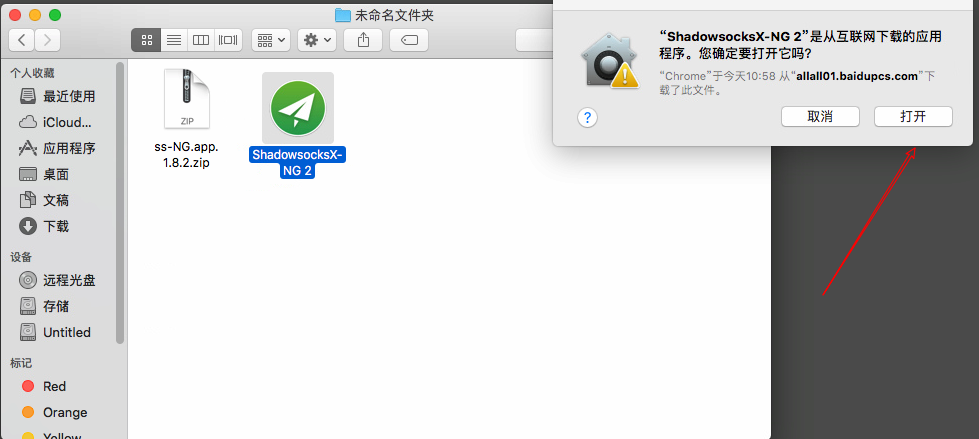 未命名文件夹
个人收藏
最近使用
iCloud...
应用程序
桌面
文稿
下载
设备
远程光盘
存储
Untitled
标记
Red
Orange
Yellow
ZIP
ss-NG.app.
1.8.2.zip
ShadowsocksX-
NG 2
“ShadowsocksX-NG 2”是从互联网下载的应用
程序。您确定要打开它吗？
“Chrome”于今天10:58 从“allall01.baidupcs.com”下
载了此文件。
?
取消
打开